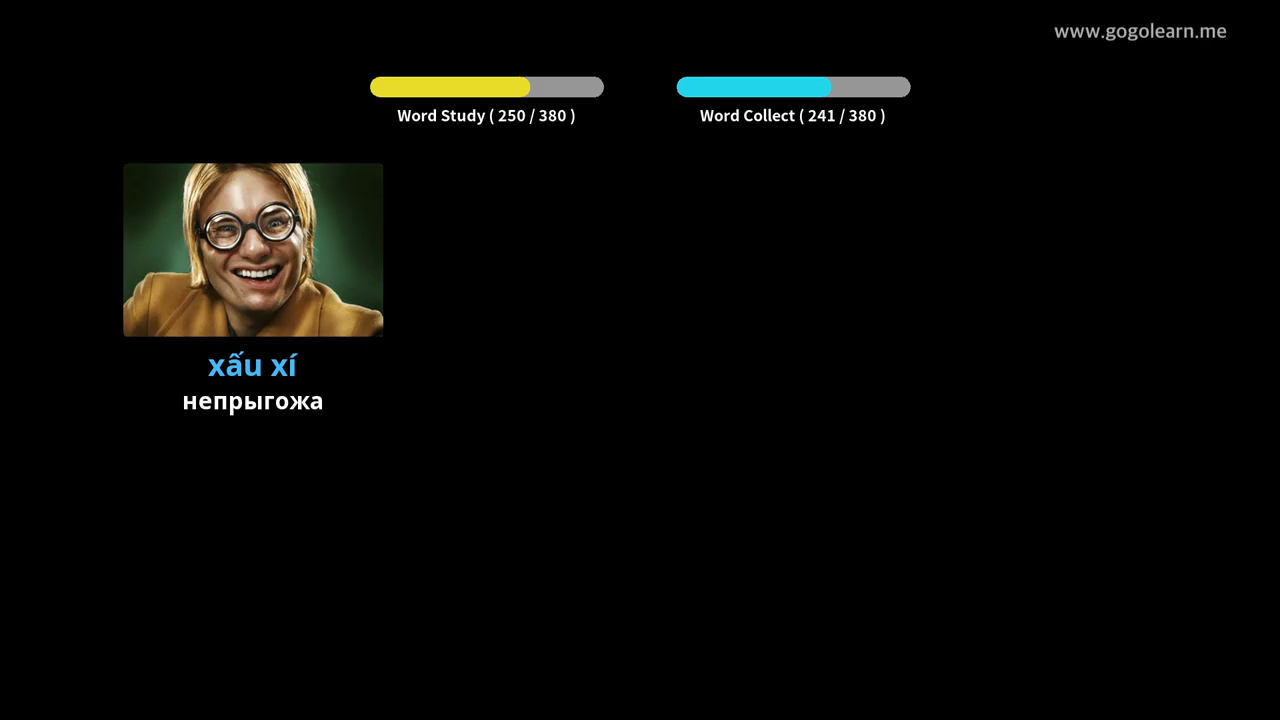 www.gogolearn.me
Word Study ( 250 / 380 )
Word Collect ( 241 / 380 )
xấu xí
непрыгожа